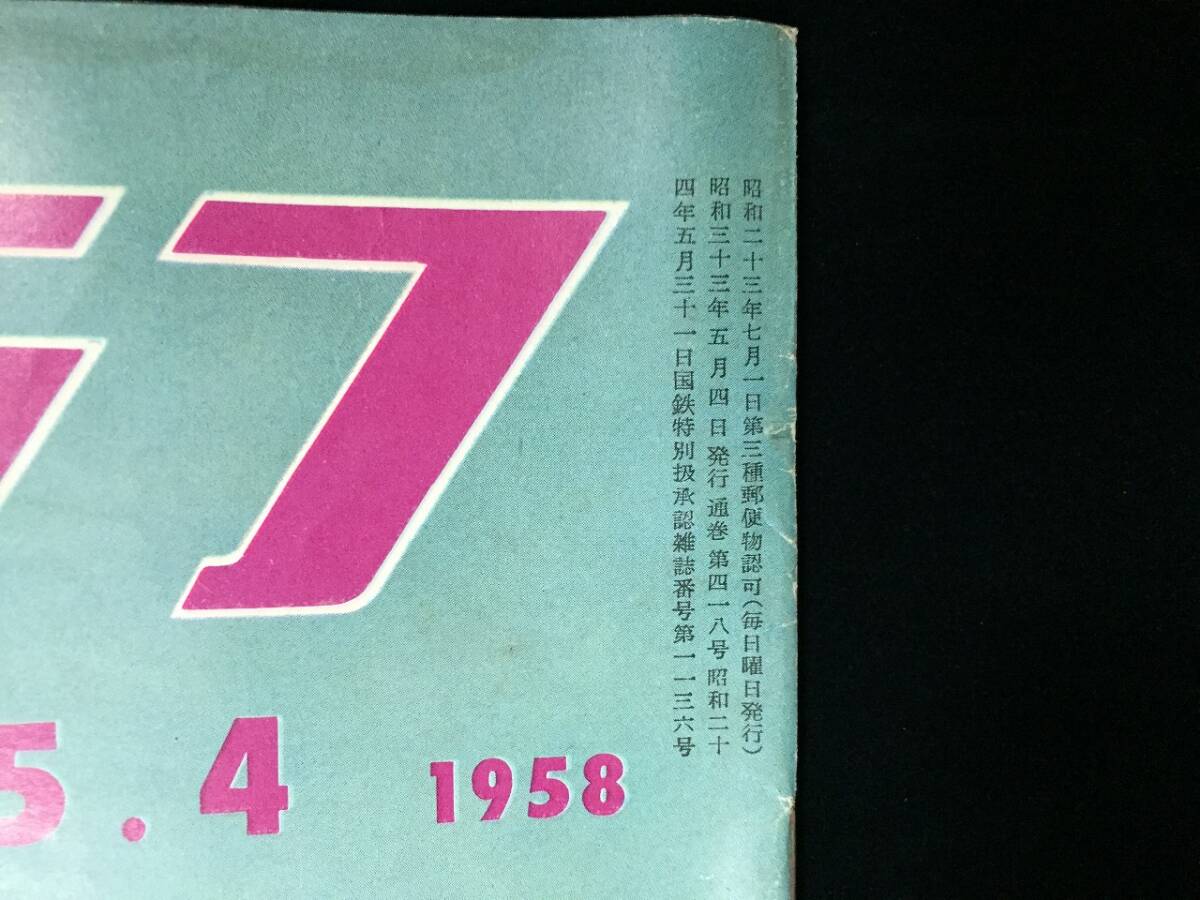 ラフ
昭和二十三年七月一日第三種郵便物認可(毎日曜日発行)
昭和三十三年五月四日発行通巻第四一八号昭和二十
四年五月三十一日国鉄特別扱承認雑誌番号第一一三六号
5.4
1958